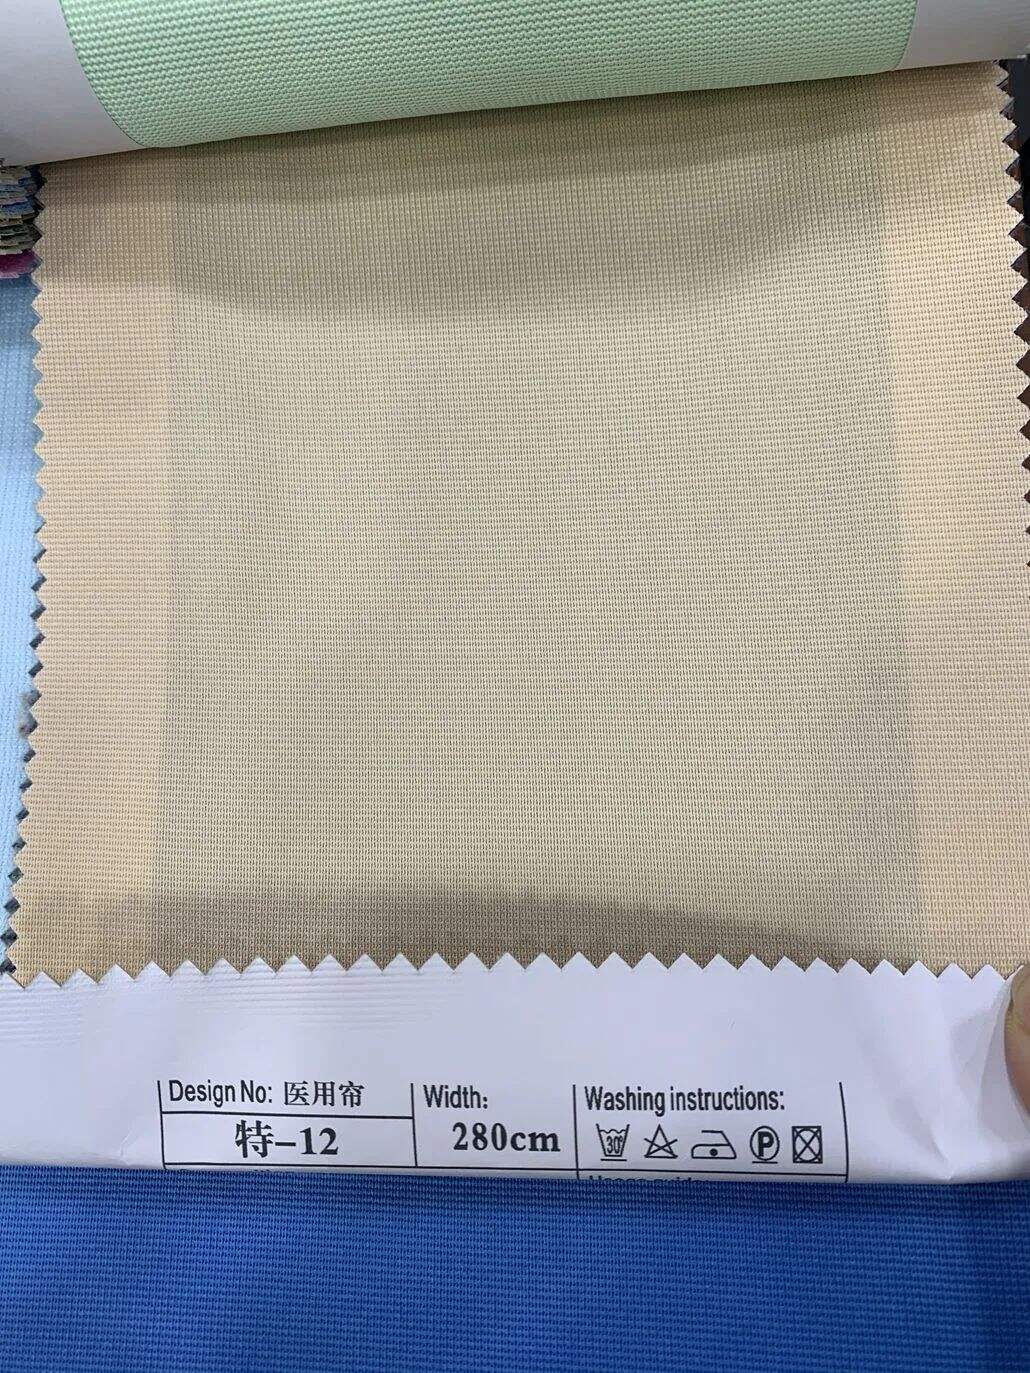 Design No: 医用帘
特-12
Width:
280cm
Washing instructions:
30°
P